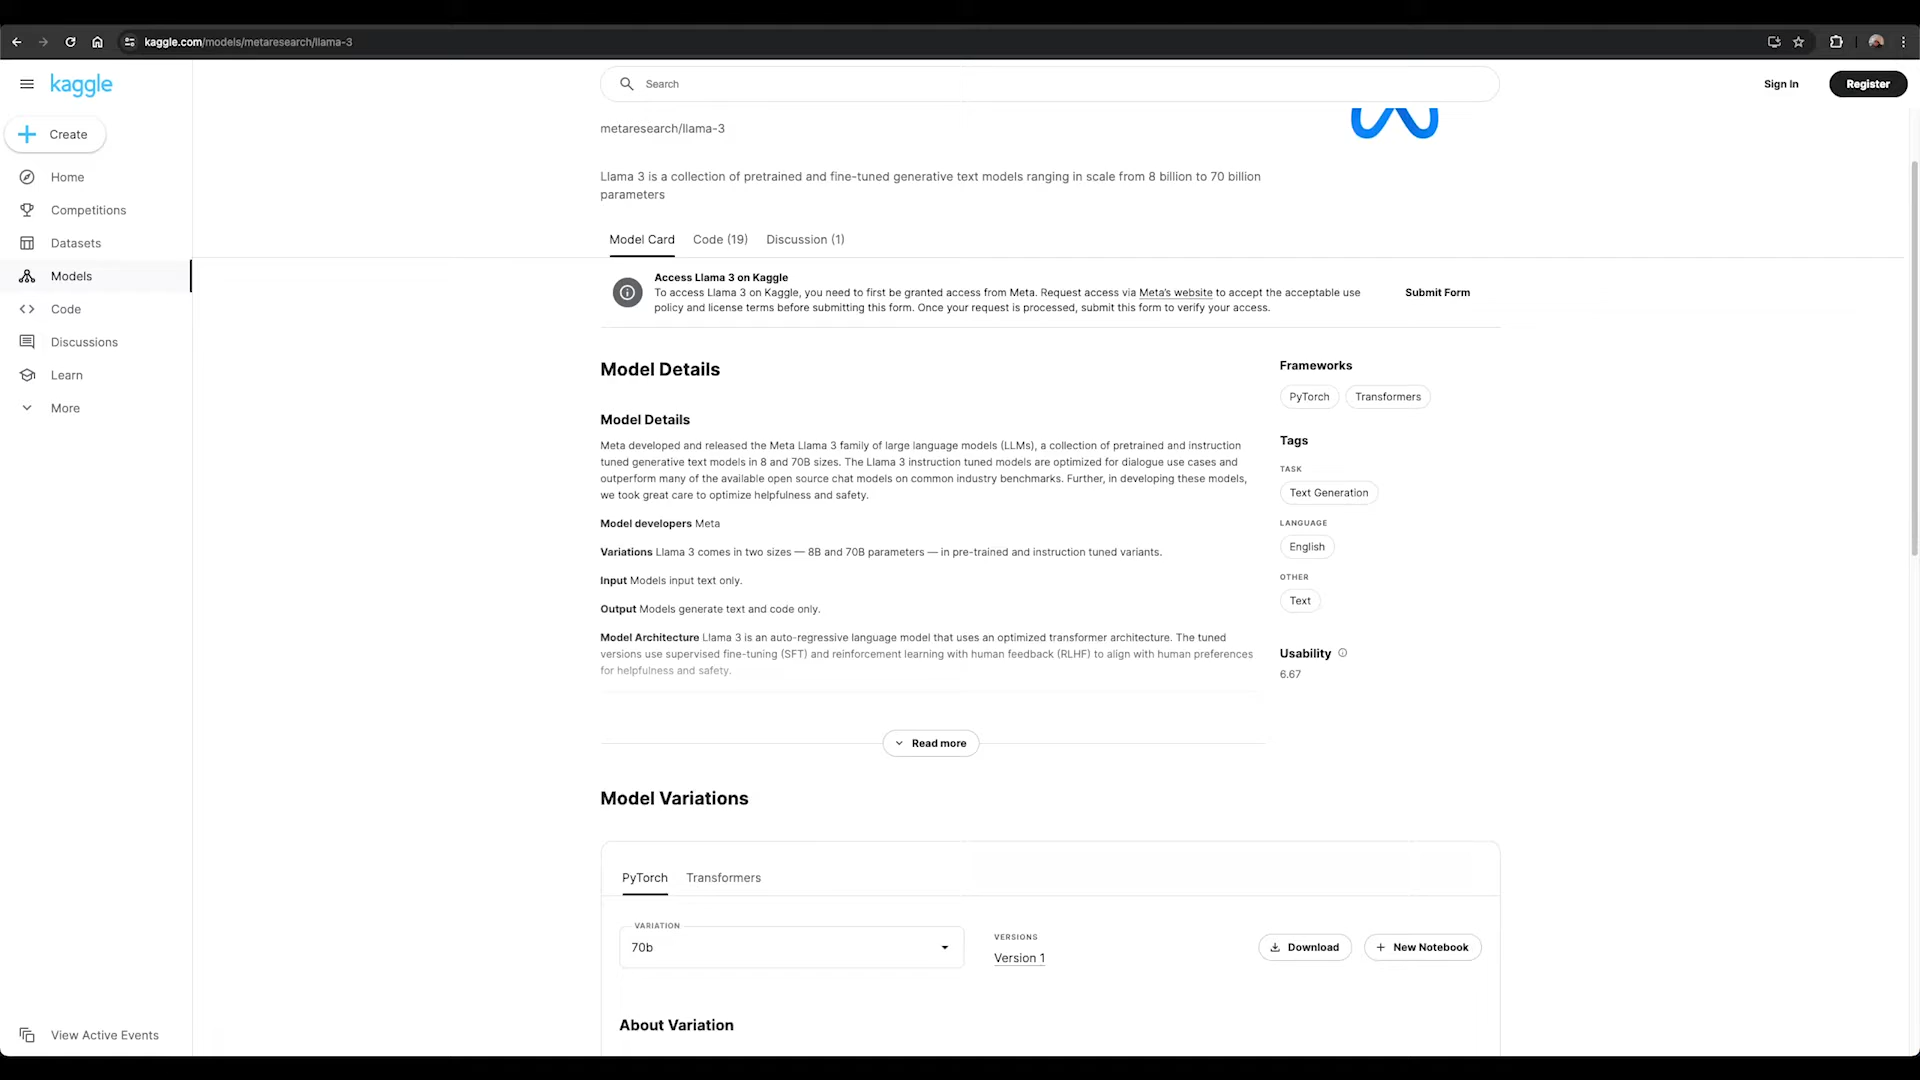 kaggle.com/models/metaresearch/llama-3
kaggle
Search
Sign In
Register
Create
Home
Competitions
Datasets
Models
Code
Discussions
Learn
More
View Active Events
metaresearch/llama-3
Llama 3 is a collection of pretrained and fine-tuned generative text models ranging in scale from 8 billion to 70 billion
parameters
Model Card
Code (19)
Discussion (1)
Access Llama 3 on Kaggle
To access Llama 3 on Kaggle, you need to first be granted access from Meta. Request access via Meta's website to accept the acceptable use
policy and license terms before submitting this form. Once your request is processed, submit this form to verify your access.
Submit Form
Model Details
Model Details
Meta developed and released the Meta Llama 3 family of large language models (LLMs), a collection of pretrained and instruction
tuned generative text models in 8 and 70B sizes. The Llama 3 instruction tuned models are optimized for dialogue use cases and
outperform many of the available open source chat models on common industry benchmarks. Further, in developing these models,
we took great care to optimize helpfulness and safety.
Model developers Meta
Variations Llama 3 comes in two sizes — 8B and 70B parameters — in pre-trained and instruction tuned variants.
Input Models input text only.
Output Models generate text and code only.
Model Architecture Llama 3 is an auto-regressive language model that uses an optimized transformer architecture. The tuned
versions use supervised fine-tuning (SFT) and reinforcement learning with human feedback (RLHF) to align with human preferences
for helpfulness and safety.
Read more
Frameworks
PyTorch
Transformers
Tags
TASK
Text Generation
LANGUAGE
English
OTHER
Text
Usability
6.67
Model Variations
PyTorch
Transformers
VARIATION
70b
VERSIONS
Version 1
Download
New Notebook
About Variation